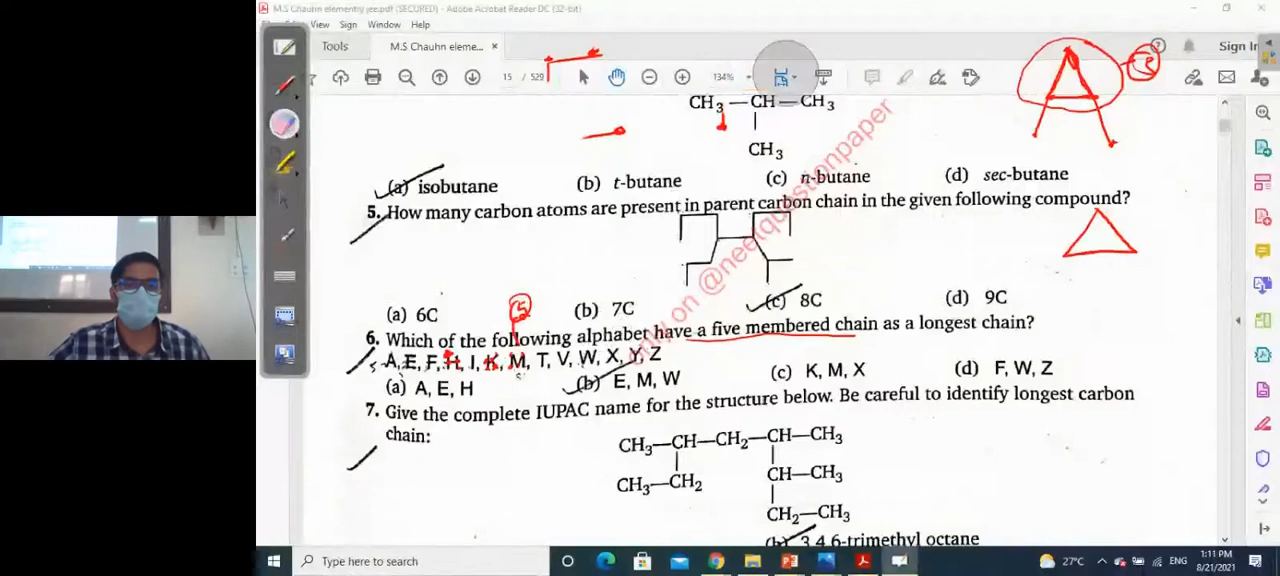 M.S Chauhn elementry jee.pdf (SECURED) - Adobe Acrobat Reader DC (32-bit)
View Sign Window Help
Tools M.S Chauhn eleme... × Sign In
15 / 529 134%
CH3—CH—CH3
CH3
(a) isobutane (b) t-butane (c) n-butane (d) sec-butane
5. How many carbon atoms are present in parent carbon chain in the given following compound?
(a) 6C (b) 7C (c) 8C (d) 9C
6. Which of the following alphabet have a five membered chain as a longest chain?
A, E, F, H, I, K, M, T, V, W, X, Y, Z
(a) A, E, H (b) E, M, W (c) K, M, X (d) F, W, Z
7. Give the complete IUPAC name for the structure below. Be careful to identify longest carbon
chain:
CH3—CH—CH2—CH—CH3
CH3—CH2 CH—CH3
CH2—CH3
(b) 3,4,6-trimethyl octane
only on @neetquestionpaper
Type here to search
27°C ENG 1:11 PM
8/21/2021